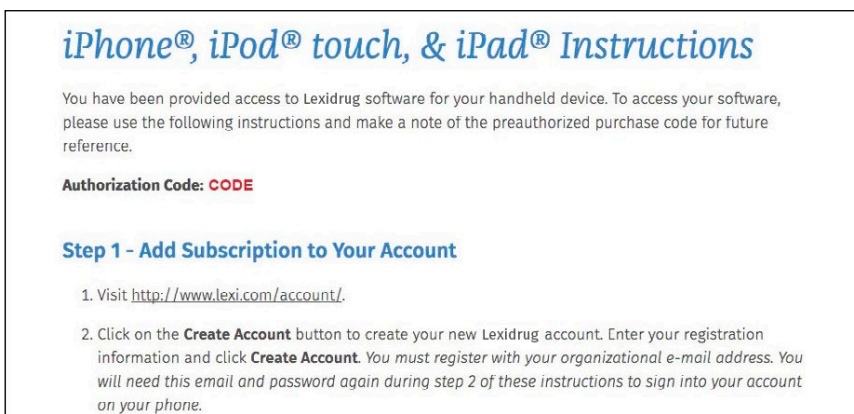 iPhone®, iPod® touch, & iPad® Instructions
You have been provided access to Lexidrug software for your handheld device. To access your software,
please use the following instructions and make a note of the preauthorized purchase code for future
reference.
Authorization Code: CODE
Step 1 - Add Subscription to Your Account
1. Visit http://www.lexi.com/account/.
2. Click on the Create Account button to create your new Lexidrug account. Enter your registration
information and click Create Account. You must register with your organizational e-mail address. You
will need this email and password again during step 2 of these instructions to sign into your account
on your phone.